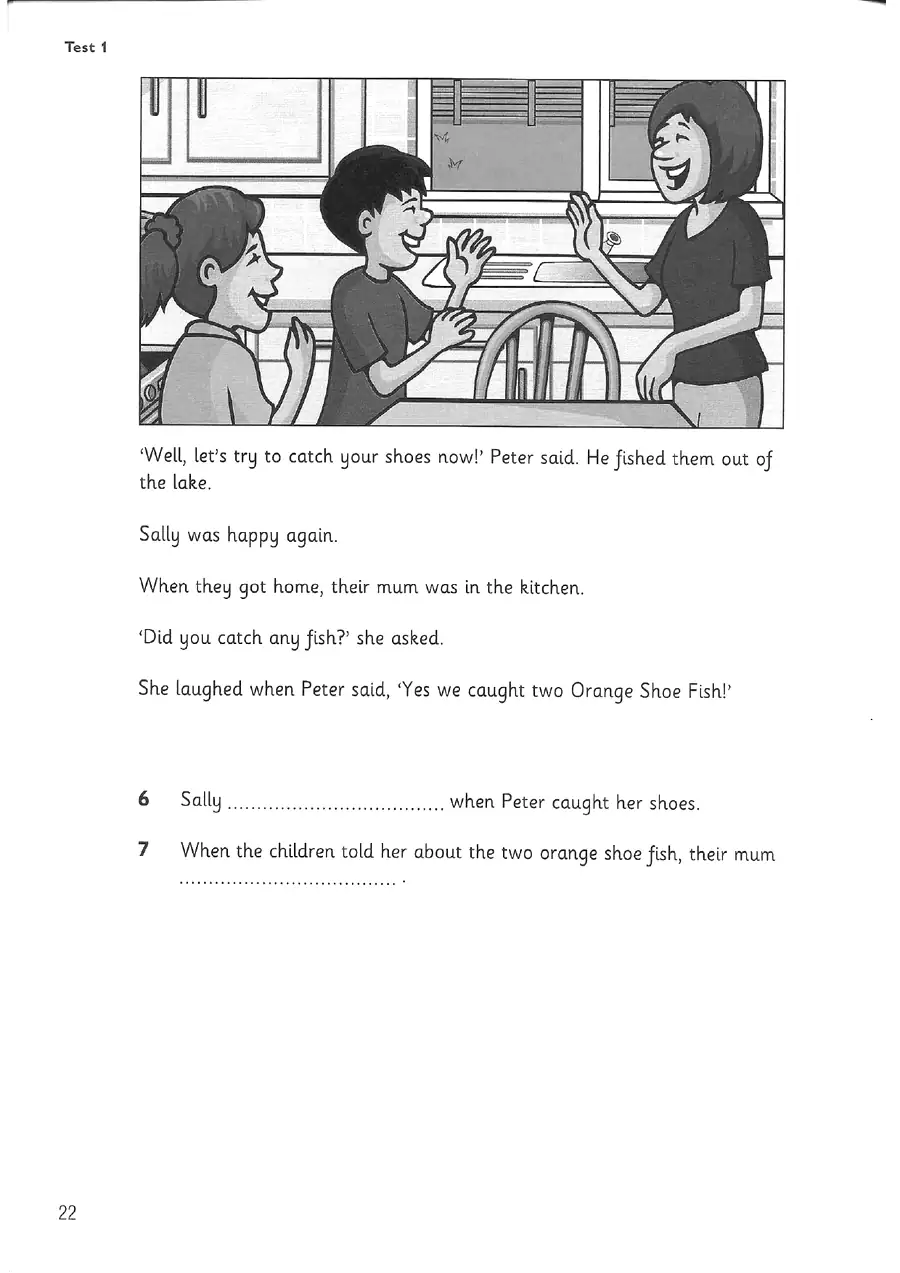 Test 1
‘Well, let’s try to catch your shoes now!’ Peter said. He fished them out of
the lake.
Sally was happy again.
When they got home, their mum was in the kitchen.
‘Did you catch any fish?’ she asked.
She laughed when Peter said, ‘Yes we caught two Orange Shoe Fish!’
6 Sally ..................................... when Peter caught her shoes.
7 When the children told her about the two orange shoe fish, their mum
..................................... .
22